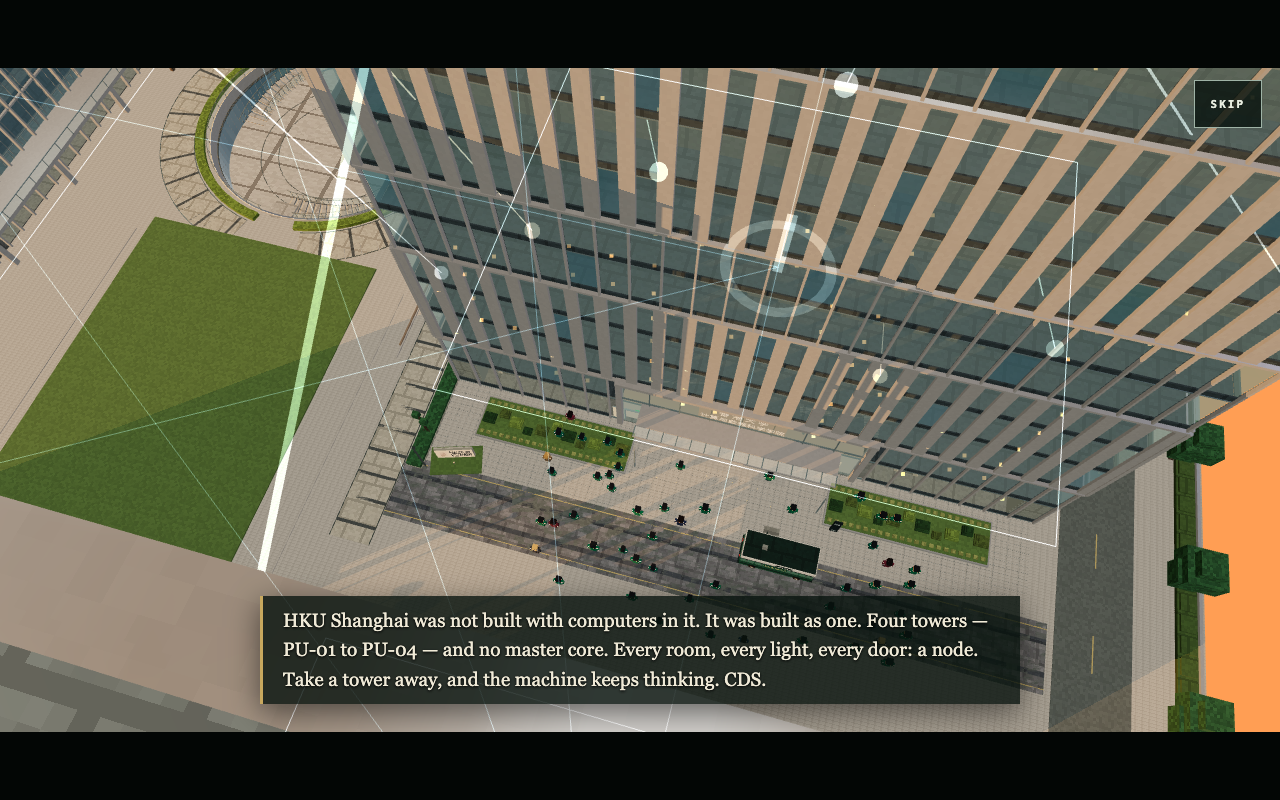 SKIP
HKU Shanghai was not built with computers in it. It was built as one. Four towers —
PU-01 to PU-04 — and no master core. Every room, every light, every door: a node.
Take a tower away, and the machine keeps thinking. CDS.